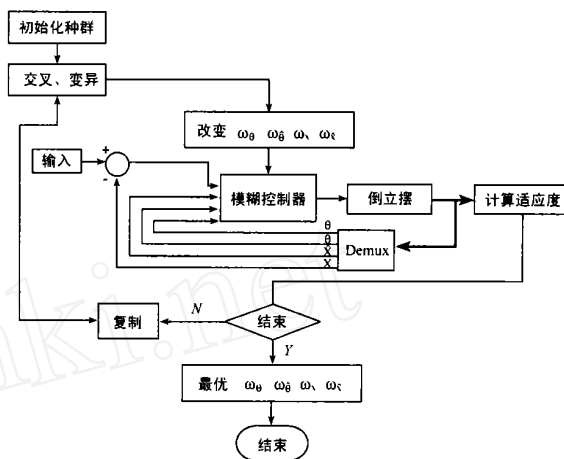 初始化种群
交叉、变异
改变 ω_θ ω_θ̇ ω_x ω_ẋ
输入
+
-
模糊控制器
倒立摆
计算适应度
θ
θ̇
Ẋ
X
Demux
复制
N
结束
Y
最优 ω_θ ω_θ̇ ω_x ω_ẋ
结束
nki.net